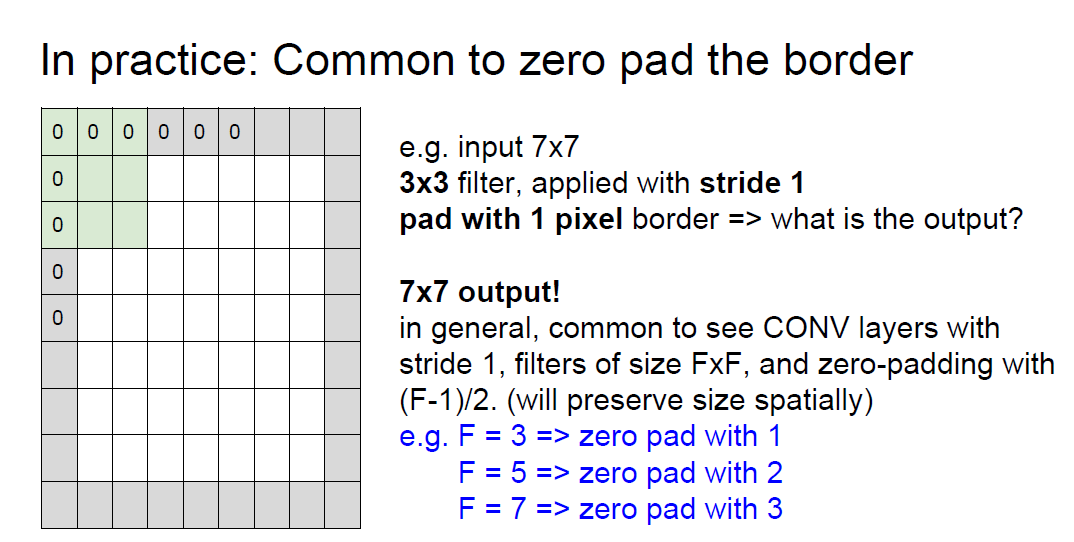 In practice: Common to zero pad the border
0 0 0 0 0 0
0
0
0
0
e.g. input 7x7
3x3 filter, applied with stride 1
pad with 1 pixel border => what is the output?
7x7 output!
in general, common to see CONV layers with
stride 1, filters of size FxF, and zero-padding with
(F-1)/2. (will preserve size spatially)
e.g. F = 3 => zero pad with 1
F = 5 => zero pad with 2
F = 7 => zero pad with 3